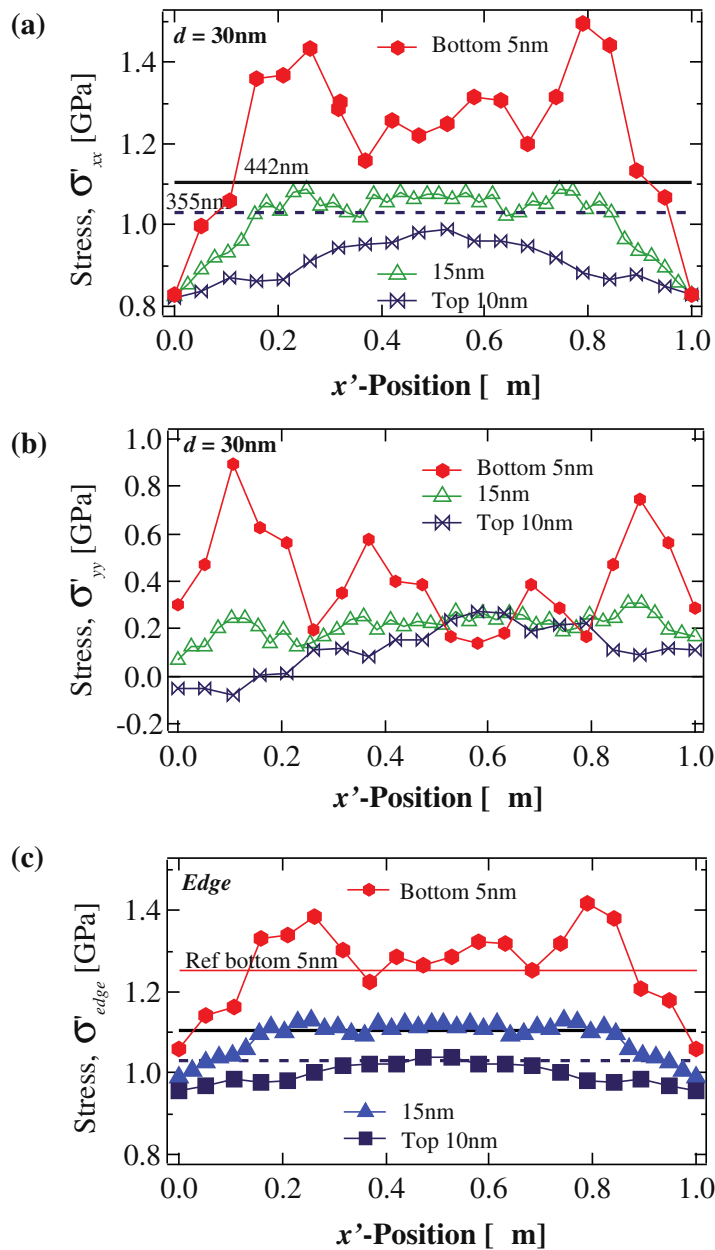 (a)
d = 30nm
Bottom 5nm
442nm
355nm
15nm
Top 10nm
Stress, σ'xx [GPa]
1.4
1.2
1.0
0.8
0.0 0.2 0.4 0.6 0.8 1.0
x’-Position [ m]
(b)
d = 30nm
Bottom 5nm
15nm
Top 10nm
Stress, σ'yy [GPa]
1.0
0.8
0.6
0.4
0.2
0.0
-0.2
0.0 0.2 0.4 0.6 0.8 1.0
x’-Position [ m]
(c)
Edge
Bottom 5nm
Ref bottom 5nm
15nm
Top 10nm
Stress, σ'edge [GPa]
1.4
1.2
1.0
0.8
0.0 0.2 0.4 0.6 0.8 1.0
x’-Position [ m]